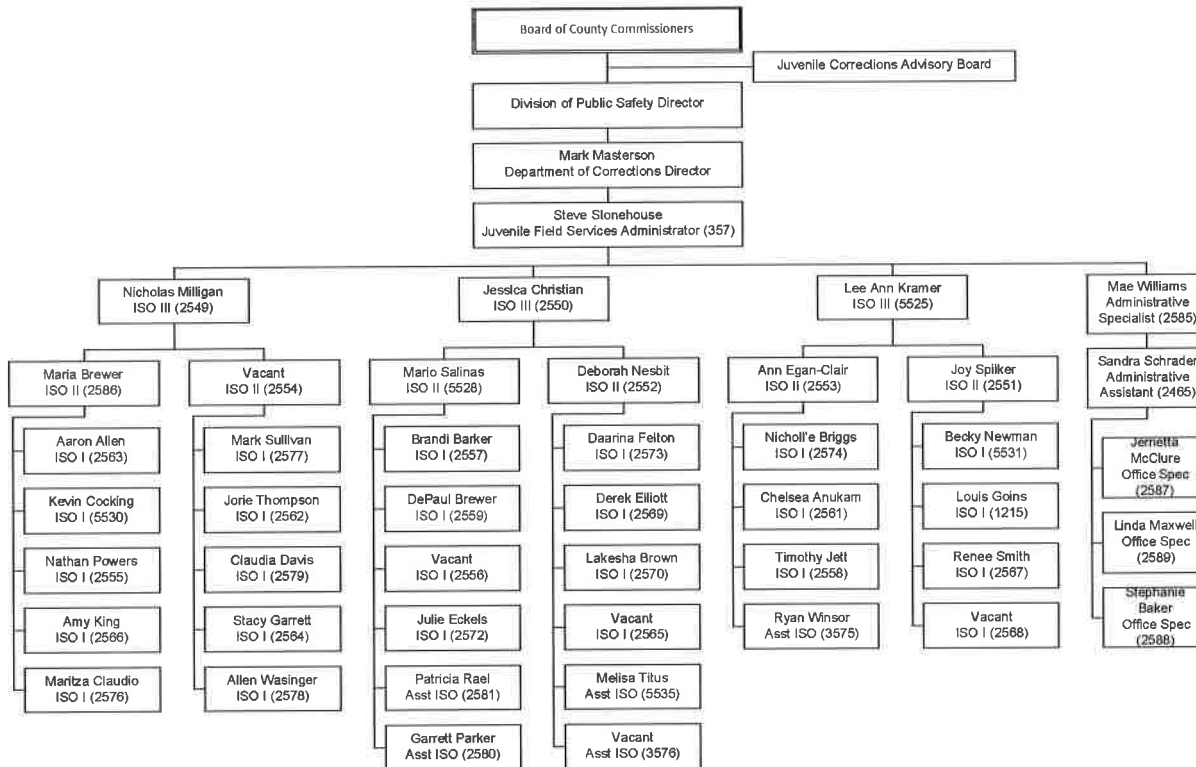 Board of County Commissioners
Juvenile Corrections Advisory Board
Division of Public Safety Director
Mark Masterson
Department of Corrections Director
Steve Stonehouse
Juvenile Field Services Administrator (357)
Nicholas Milligan
ISO III (2549)
Jessica Christian
ISO III (2550)
Lee Ann Kramer
ISO III (5525)
Mae Williams
Administrative
Specialist (2585)
Maria Brewer
ISO II (2586)
Vacant
ISO II (2554)
Mario Salinas
ISO II (5528)
Deborah Nesbit
ISO II (2552)
Ann Egan-Clair
ISO II (2553)
Joy Spilker
ISO II (2551)
Sandra Schrader
Administrative
Assistant (2465)
Aaron Allen
ISO I (2563)
Kevin Cocking
ISO I (5530)
Nathan Powers
ISO I (2555)
Amy King
ISO I (2566)
Maritza Claudio
ISO I (2576)
Mark Sullivan
ISO I (2577)
Jorie Thompson
ISO I (2562)
Claudia Davis
ISO I (2579)
Stacy Garrett
ISO I (2564)
Allen Wasinger
ISO I (2578)
Brandi Barker
ISO I (2557)
DePaul Brewer
ISO I (2559)
Vacant
ISO I (2556)
Julie Eckels
ISO I (2572)
Patricia Rael
Asst ISO (2581)
Garrett Parker
Asst ISO (2580)
Daarina Felton
ISO I (2573)
Derek Elliott
ISO I (2569)
Lakesha Brown
ISO I (2570)
Vacant
ISO I (2565)
Melisa Titus
Asst ISO (5535)
Vacant
Asst ISO (3576)
Nicholl'e Briggs
ISO I (2574)
Chelsea Anukam
ISO I (2561)
Timothy Jett
ISO I (2558)
Ryan Winsor
Asst ISO (3575)
Becky Newman
ISO I (5531)
Louis Goins
ISO I (1215)
Renee Smith
ISO I (2567)
Vacant
ISO I (2568)
Jerrietta
McClure
Office Spec
(2587)
Linda Maxwell
Office Spec
(2589)
Stephanie
Baker
Office Spec
(2588)